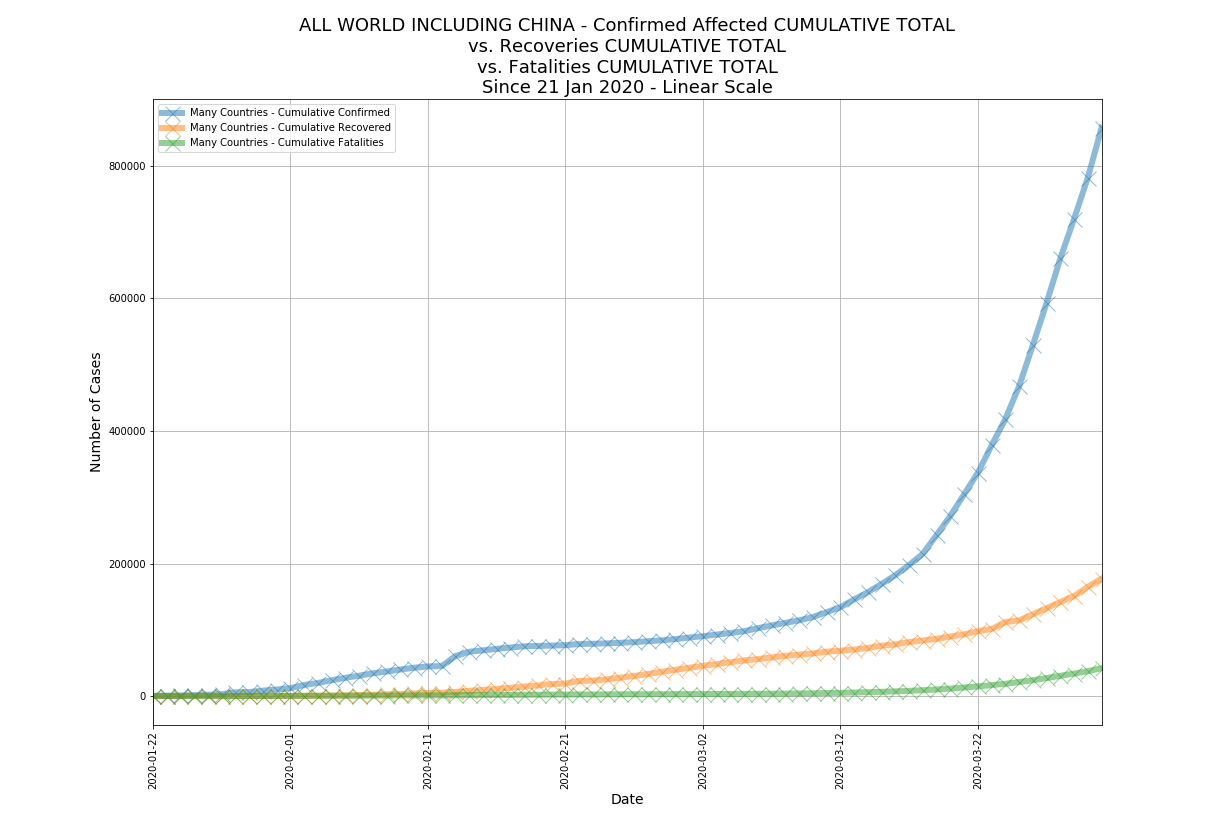 ALL WORLD INCLUDING CHINA - Confirmed Affected CUMULATIVE TOTAL
vs. Recoveries CUMULATIVE TOTAL
vs. Fatalities CUMULATIVE TOTAL
Since 21 Jan 2020 - Linear Scale
Many Countries - Cumulative Confirmed
Many Countries - Cumulative Recovered
Many Countries - Cumulative Fatalities
Number of Cases
800000
600000
400000
200000
0
2020-01-22
2020-02-01
2020-02-11
2020-02-21
2020-03-02
2020-03-12
2020-03-22
Date